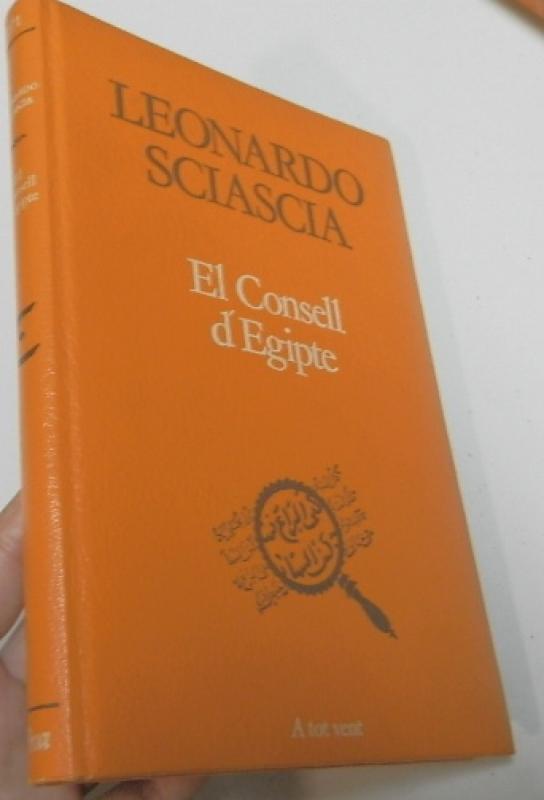 LEONARDO
SCIASCIA
El Consell
d'Egipte
A tot vent